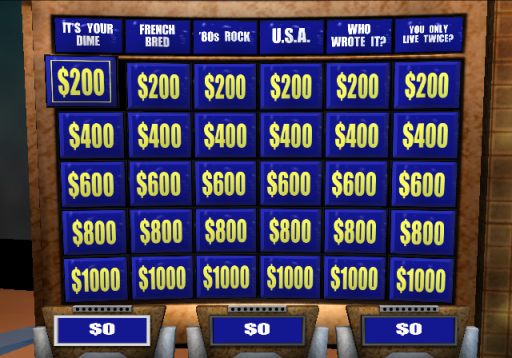 IT'S YOUR DIME
FRENCH BRED
'80s ROCK
U.S.A.
WHO WROTE IT?
YOU ONLY LIVE TWICE?
$200 $200 $200 $200 $200 $200
$400 $400 $400 $400 $400 $400
$600 $600 $600 $600 $600 $600
$800 $800 $800 $800 $800 $800
$1000 $1000 $1000 $1000 $1000 $1000
$0 $0 $0